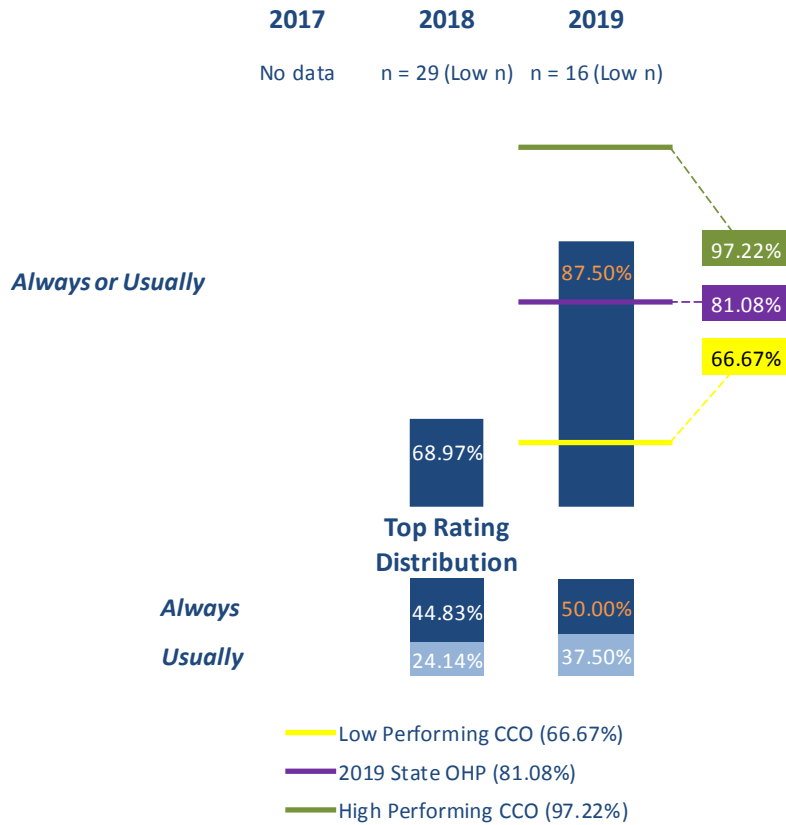 2017 2018 2019
No data n = 29 (Low n) n = 16 (Low n)
97.22%
Always or Usually 87.50%
81.08%
66.67%
68.97%
Top Rating
Distribution
Always 44.83% 50.00%
Usually 24.14% 37.50%
Low Performing CCO (66.67%)
2019 State OHP (81.08%)
High Performing CCO (97.22%)